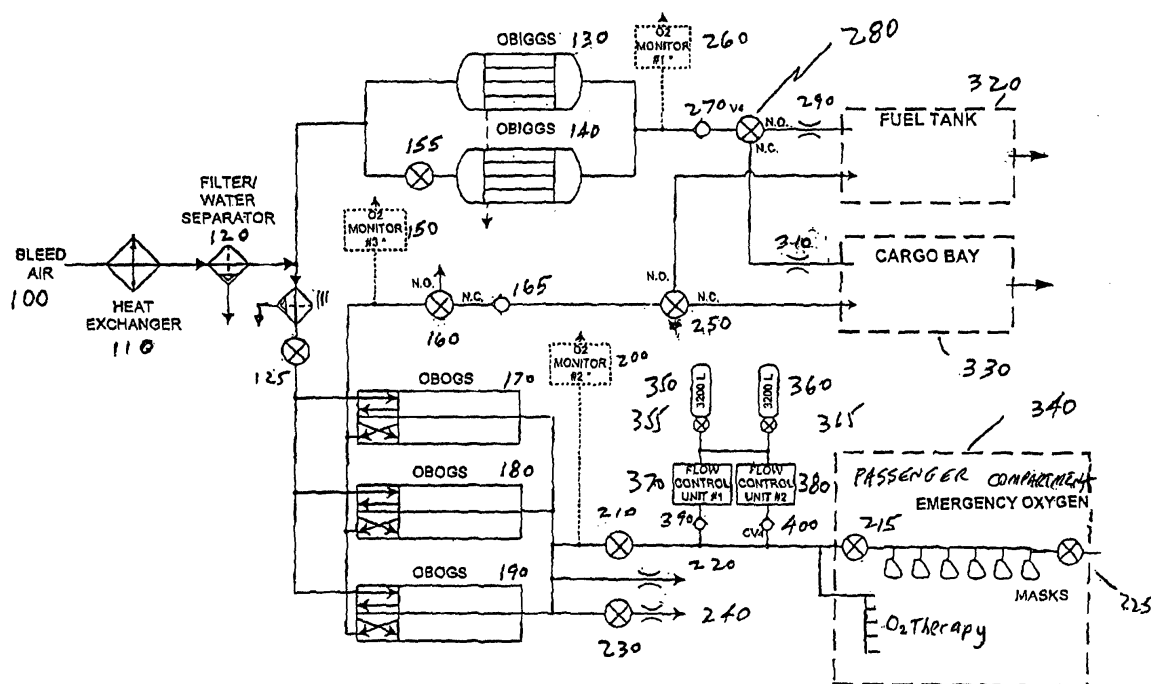 OBIGGS 130
O2 MONITOR #1* 260
280
270 V4
N.O.
290
N.C.
320
FUEL TANK
155
OBIGGS 140
FILTER/
WATER
SEPARATOR
120
O2 MONITOR #3* 150
BLEED
AIR
100
HEAT
EXCHANGER
110
N.O.
N.C.
165
160
N.O.
N.C.
250
310
CARGO BAY
330
125
O2 MONITOR #2* 200
OBOGS 170
350
3200 L
3200 L
360
355
365
340
OBOGS 180
370
FLOW
CONTROL
UNIT #1
FLOW
CONTROL
UNIT #2
380
PASSENGER COMPARTMENT
EMERGENCY OXYGEN
210
390
400
CV4
215
220
OBOGS 190
MASKS
225
240
230
O2 Therapy